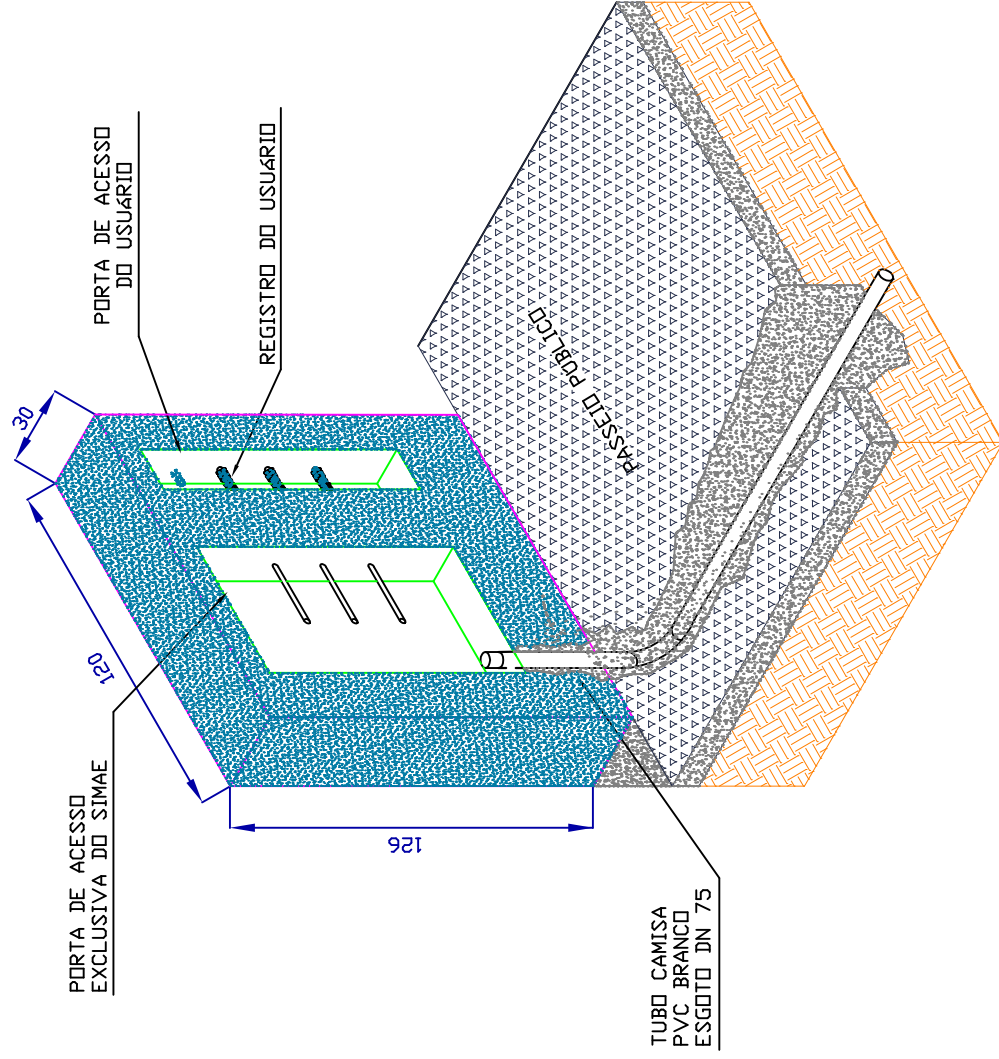 PORTA DE ACESSO
DO USUÁRIO
REGISTRO DO USUÁRIO
30
120
126
PORTA DE ACESSO
EXCLUSIVA DO SIMAE
PASSEIO PÚBLICO
TUBO CAMISA
PVC BRANCO
ESGOTO DN 75